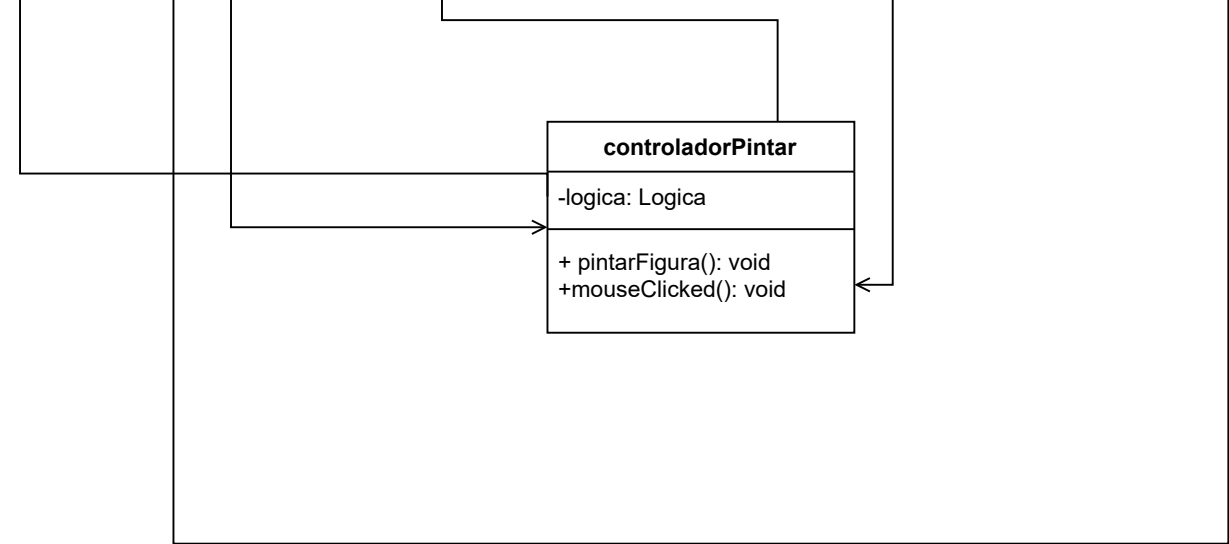 controladorPintar
-logica: Logica
+ pintarFigura(): void
+mouseClicked(): void